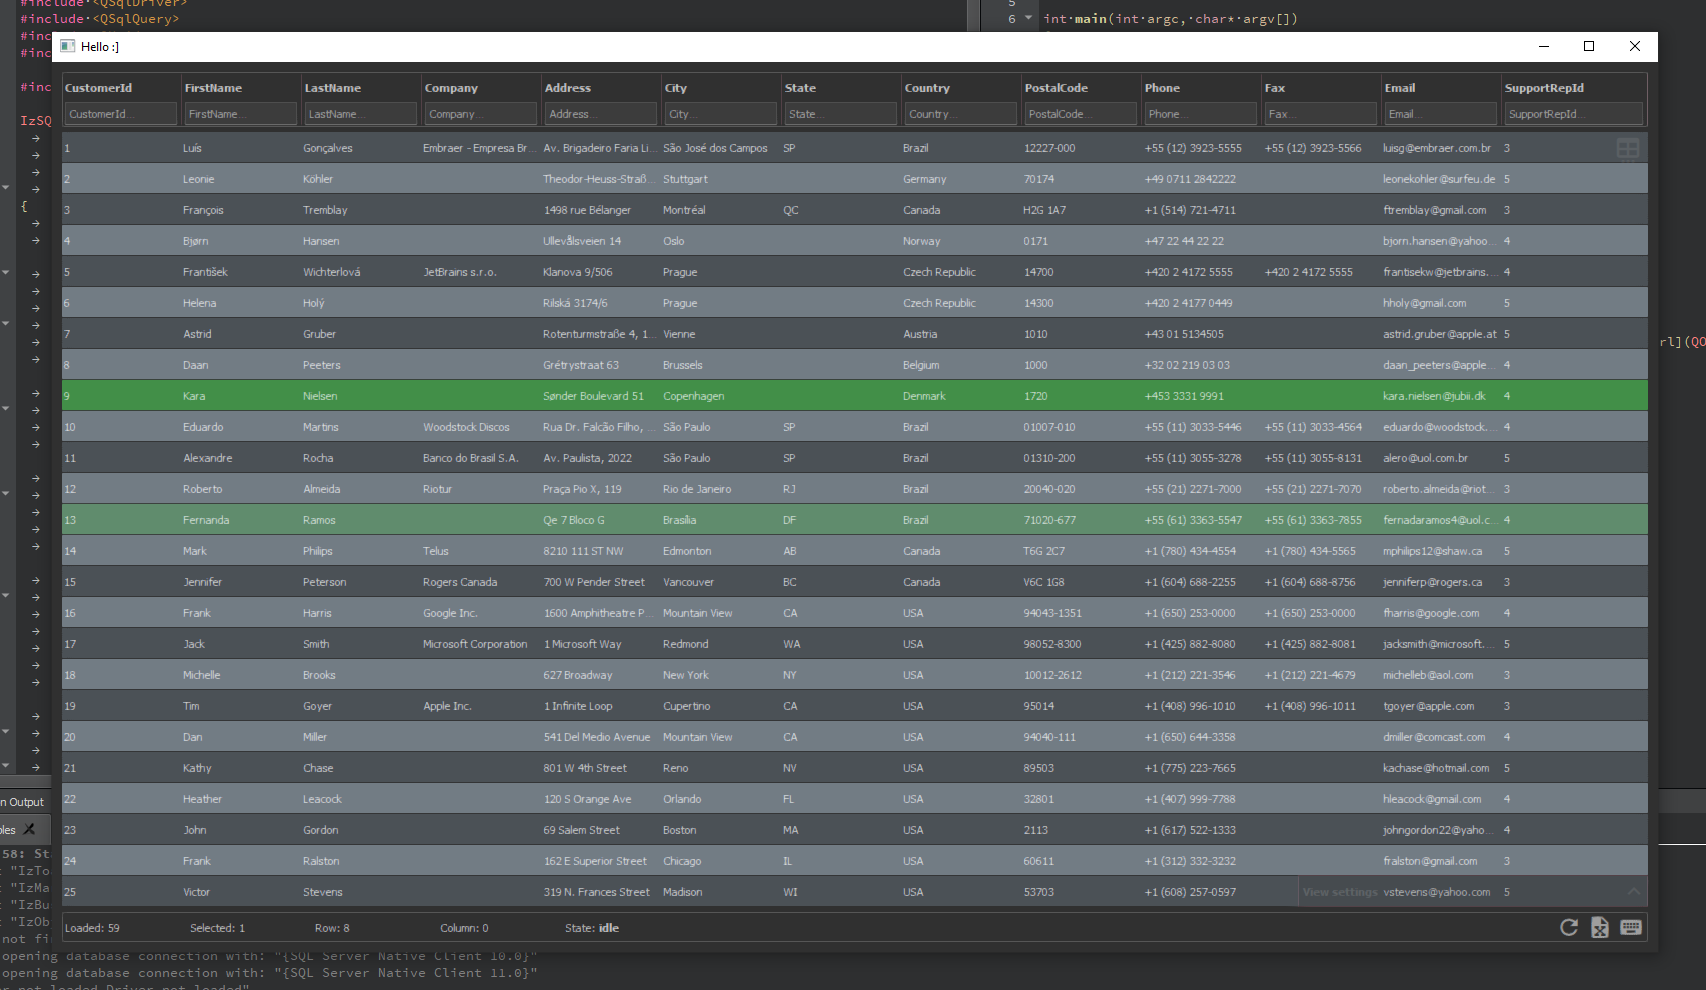 #include <QSqlDriver>
#include <QSqlQuery>
#inc
#inc
#inc
IzSQ
{
5
6 int main(int argc, char* argv[])
Hello :]
CustomerId FirstName LastName Company Address City State Country PostalCode Phone Fax Email SupportRepId
CustomerId... FirstName... LastName... Company... Address... City... State... Country... PostalCode... Phone... Fax... Email... SupportRepId...
1 Luís Gonçalves Embraer - Empresa Br... Av. Brigadeiro Faria Li... São José dos Campos SP Brazil 12227-000 +55 (12) 3923-5555 +55 (12) 3923-5566 luisg@embraer.com.br 3
2 Leonie Köhler Theodor-Heuss-Straß... Stuttgart Germany 70174 +49 0711 2842222 leonekohler@surfeu.de 5
3 François Tremblay 1498 rue Bélanger Montréal QC Canada H2G 1A7 +1 (514) 721-4711 ftremblay@gmail.com 3
4 Bjørn Hansen Ullevålsveien 14 Oslo Norway 0171 +47 22 44 22 22 bjorn.hansen@yahoo... 4
5 František Wichterlová JetBrains s.r.o. Klanova 9/506 Prague Czech Republic 14700 +420 2 4172 5555 +420 2 4172 5555 frantisekw@jetbrains... 4
6 Helena Holý Rilská 3174/6 Prague Czech Republic 14300 +420 2 4177 0449 hholy@gmail.com 5
7 Astrid Gruber Rotenturmstraße 4, 1... Vienne Austria 1010 +43 01 5134505 astrid.gruber@apple.at 5
8 Daan Peeters Grétrystraat 63 Brussels Belgium 1000 +32 02 219 03 03 daan_peeters@apple... 4
9 Kara Nielsen Sønder Boulevard 51 Copenhagen Denmark 1720 +453 3331 9991 kara.nielsen@jubii.dk 4
10 Eduardo Martins Woodstock Discos Rua Dr. Falcão Filho, ... São Paulo SP Brazil 01007-010 +55 (11) 3033-5446 +55 (11) 3033-4564 eduardo@woodstock... 4
11 Alexandre Rocha Banco do Brasil S.A. Av. Paulista, 2022 São Paulo SP Brazil 01310-200 +55 (11) 3055-3278 +55 (11) 3055-8131 alero@uol.com.br 5
12 Roberto Almeida Riotur Praça Pio X, 119 Rio de Janeiro RJ Brazil 20040-020 +55 (21) 2271-7000 +55 (21) 2271-7070 roberto.almeida@riot... 3
13 Fernanda Ramos Qe 7 Bloco G Brasília DF Brazil 71020-677 +55 (61) 3363-5547 +55 (61) 3363-7855 fernadaramos4@uol.c... 4
14 Mark Philips Telus 8210 111 ST NW Edmonton AB Canada T6G 2C7 +1 (780) 434-4554 +1 (780) 434-5565 mphilips12@shaw.ca 5
15 Jennifer Peterson Rogers Canada 700 W Pender Street Vancouver BC Canada V6C 1G8 +1 (604) 688-2255 +1 (604) 688-8756 jenniferp@rogers.ca 3
16 Frank Harris Google Inc. 1600 Amphitheatre P... Mountain View CA USA 94043-1351 +1 (650) 253-0000 +1 (650) 253-0000 fharris@google.com 4
17 Jack Smith Microsoft Corporation 1 Microsoft Way Redmond WA USA 98052-8300 +1 (425) 882-8080 +1 (425) 882-8081 jacksmith@microsoft... 5
18 Michelle Brooks 627 Broadway New York NY USA 10012-2612 +1 (212) 221-3546 +1 (212) 221-4679 michelleb@aol.com 3
19 Tim Goyer Apple Inc. 1 Infinite Loop Cupertino CA USA 95014 +1 (408) 996-1010 +1 (408) 996-1011 tgoyer@apple.com 3
20 Dan Miller 541 Del Medio Avenue Mountain View CA USA 94040-111 +1 (650) 644-3358 dmiller@comcast.com 4
21 Kathy Chase 801 W 4th Street Reno NV USA 89503 +1 (775) 223-7665 kachase@hotmail.com 5
22 Heather Leacock 120 S Orange Ave Orlando FL USA 32801 +1 (407) 999-7788 hleacock@gmail.com 4
23 John Gordon 69 Salem Street Boston MA USA 2113 +1 (617) 522-1333 johngordon22@yaho... 4
24 Frank Ralston 162 E Superior Street Chicago IL USA 60611 +1 (312) 332-3232 fralston@gmail.com 3
25 Victor Stevens 319 N. Frances Street Madison WI USA 53703 +1 (608) 257-0597 View settings vstevens@yahoo.com 5
Loaded: 59 Selected: 1 Row: 8 Column: 0 State: idle
rl](QO
n Output
bles
58: St
: "IzTo
: "IzMa
: "IzBu
: "IzOb
not fi
opening database connection with: "{SQL Server Native Client 10.0}"
opening database connection with: "{SQL Server Native Client 11.0}"
r not loaded Driver not loaded"